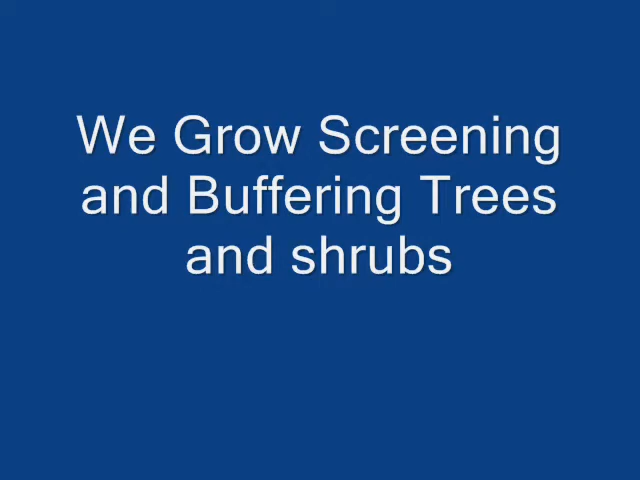 We Grow Screening
and Buffering Trees
and shrubs